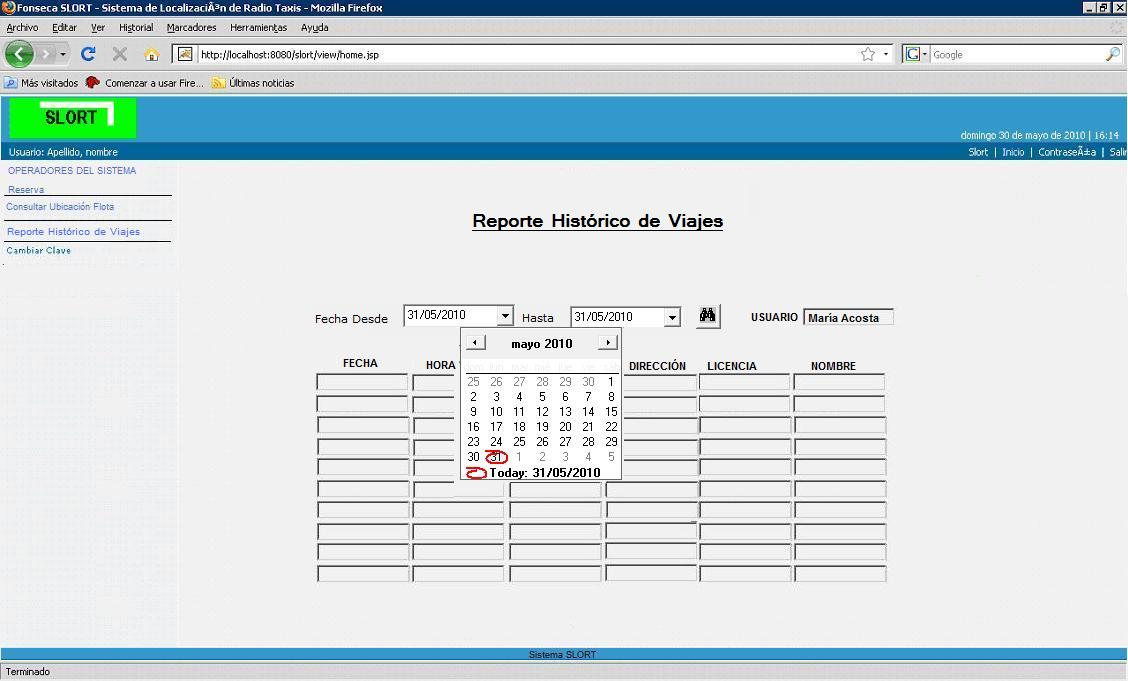 Fonseca SLORT - Sistema de LocalizaciÃ³n de Radio Taxis - Mozilla Firefox
Archivo Editar Ver Historial Marcadores Herramientas Ayuda
http://localhost:8080/slort/view/home.jsp Google
Más visitados Comenzar a usar Fire... Últimas noticias
SLORT
domingo 30 de mayo de 2010 | 16:14
Usuario: Apellido, nombre Slort | Inicio | ContraseÃ±a | Salir
OPERADORES DEL SISTEMA
Reserva
Consultar Ubicación Flota
Reporte Histórico de Viajes
Cambiar Clave
Reporte Histórico de Viajes
Fecha Desde 31/05/2010 Hasta 31/05/2010 USUARIO María Acosta
FECHA HORA DIRECCIÓN LICENCIA NOMBRE
mayo 2010
25 26 27 28 29 30 1
2 3 4 5 6 7 8
9 10 11 12 13 14 15
16 17 18 19 20 21 22
23 24 25 26 27 28 29
30 31 1 2 3 4 5
Today: 31/05/2010
Sistema SLORT
Terminado